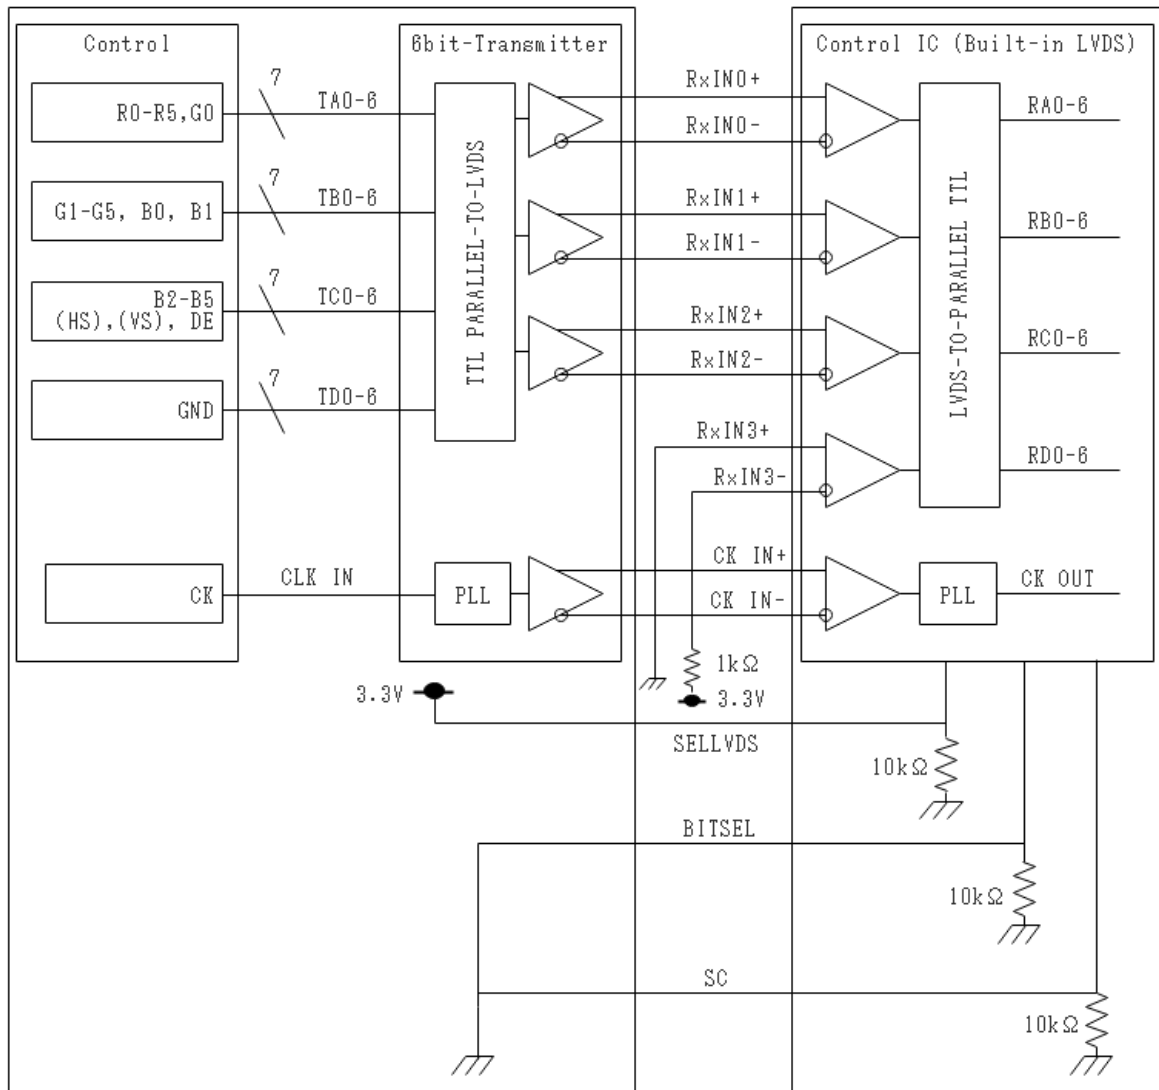 Control
6bit-Transmitter
Control IC (Built-in LVDS)
R0-R5,G0
7
TA0-6
RxIN0+
RxIN0-
RA0-6
G1-G5, B0, B1
7
TB0-6
RxIN1+
RxIN1-
RB0-6
B2-B5
(HS),(VS), DE
7
TC0-6
RxIN2+
RxIN2-
RC0-6
GND
7
TD0-6
RxIN3+
RxIN3-
RD0-6
TTL PARALLEL-TO-LVDS
LVDS-TO-PARALLEL TTL
CK
CLK IN
PLL
CK IN+
CK IN-
PLL
CK OUT
1kΩ
3.3V
3.3V
SELLVDS
10kΩ
BITSEL
10kΩ
SC
10kΩ